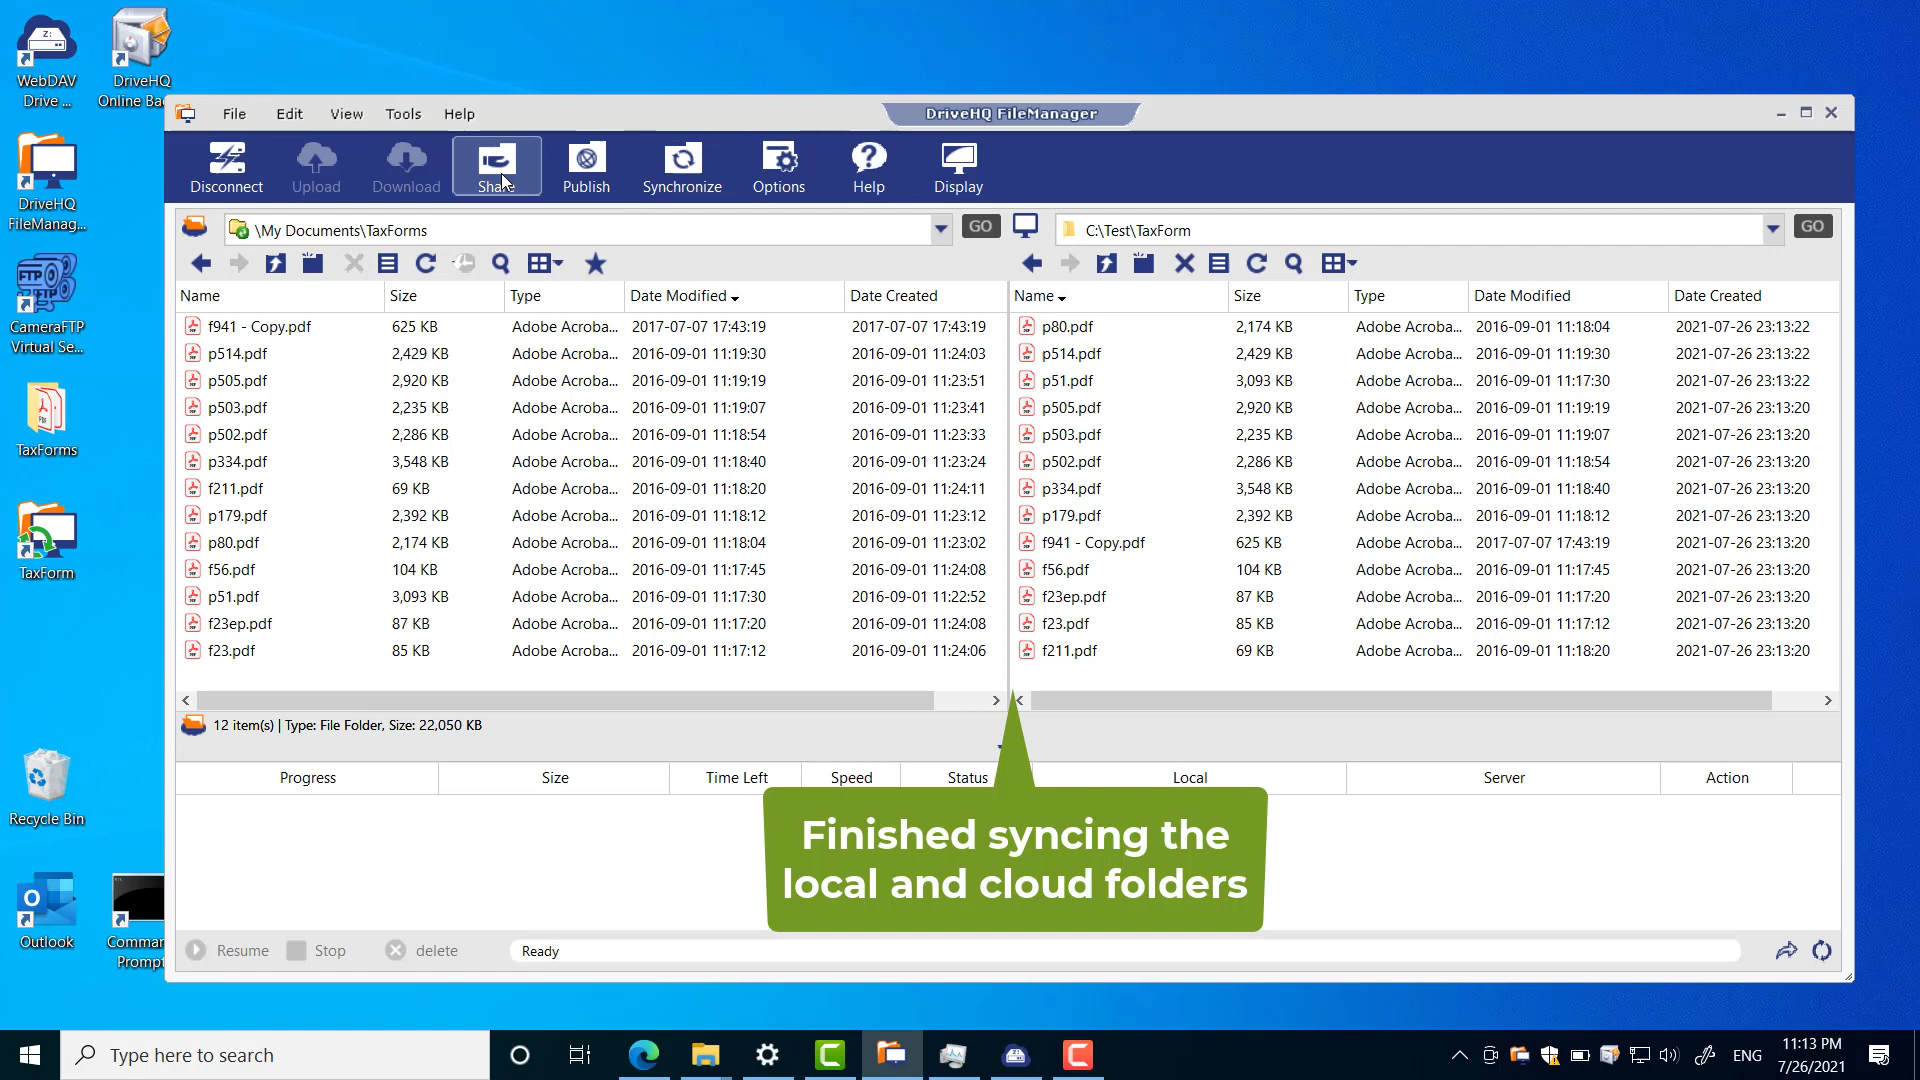 WebDAV
Drive ...
DriveHQ
Online Ba
DriveHQ
FileManag...
CameraFTP
Virtual Se...
TaxForms
TaxForm
Recycle Bin
Outlook
Comma
Prompt
File Edit View Tools Help
DriveHQ FileManager
Disconnect Upload Download Share Publish Synchronize Options Help Display
\My Documents\TaxForms GO
C:\Test\TaxForm GO
Name Size Type Date Modified Date Created
f941 - Copy.pdf 625 KB Adobe Acroba... 2017-07-07 17:43:19 2017-07-07 17:43:19
p514.pdf 2,429 KB Adobe Acroba... 2016-09-01 11:19:30 2016-09-01 11:24:03
p505.pdf 2,920 KB Adobe Acroba... 2016-09-01 11:19:19 2016-09-01 11:23:51
p503.pdf 2,235 KB Adobe Acroba... 2016-09-01 11:19:07 2016-09-01 11:23:41
p502.pdf 2,286 KB Adobe Acroba... 2016-09-01 11:18:54 2016-09-01 11:23:33
p334.pdf 3,548 KB Adobe Acroba... 2016-09-01 11:18:40 2016-09-01 11:23:24
f211.pdf 69 KB Adobe Acroba... 2016-09-01 11:18:20 2016-09-01 11:24:11
p179.pdf 2,392 KB Adobe Acroba... 2016-09-01 11:18:12 2016-09-01 11:23:12
p80.pdf 2,174 KB Adobe Acroba... 2016-09-01 11:18:04 2016-09-01 11:23:02
f56.pdf 104 KB Adobe Acroba... 2016-09-01 11:17:45 2016-09-01 11:24:08
p51.pdf 3,093 KB Adobe Acroba... 2016-09-01 11:17:30 2016-09-01 11:22:52
f23ep.pdf 87 KB Adobe Acroba... 2016-09-01 11:17:20 2016-09-01 11:24:08
f23.pdf 85 KB Adobe Acroba... 2016-09-01 11:17:12 2016-09-01 11:24:06
Name Size Type Date Modified Date Created
p80.pdf 2,174 KB Adobe Acroba... 2016-09-01 11:18:04 2021-07-26 23:13:22
p514.pdf 2,429 KB Adobe Acroba... 2016-09-01 11:19:30 2021-07-26 23:13:22
p51.pdf 3,093 KB Adobe Acroba... 2016-09-01 11:17:30 2021-07-26 23:13:22
p505.pdf 2,920 KB Adobe Acroba... 2016-09-01 11:19:19 2021-07-26 23:13:20
p503.pdf 2,235 KB Adobe Acroba... 2016-09-01 11:19:07 2021-07-26 23:13:20
p502.pdf 2,286 KB Adobe Acroba... 2016-09-01 11:18:54 2021-07-26 23:13:20
p334.pdf 3,548 KB Adobe Acroba... 2016-09-01 11:18:40 2021-07-26 23:13:20
p179.pdf 2,392 KB Adobe Acroba... 2016-09-01 11:18:12 2021-07-26 23:13:20
f941 - Copy.pdf 625 KB Adobe Acroba... 2017-07-07 17:43:19 2021-07-26 23:13:20
f56.pdf 104 KB Adobe Acroba... 2016-09-01 11:17:45 2021-07-26 23:13:20
f23ep.pdf 87 KB Adobe Acroba... 2016-09-01 11:17:20 2021-07-26 23:13:20
f23.pdf 85 KB Adobe Acroba... 2016-09-01 11:17:12 2021-07-26 23:13:20
f211.pdf 69 KB Adobe Acroba... 2016-09-01 11:18:20 2021-07-26 23:13:20
12 item(s) | Type: File Folder, Size: 22,050 KB
Progress Size Time Left Speed Status Local Server Action
Finished syncing the
local and cloud folders
Resume Stop delete Ready
Type here to search
ENG
11:13 PM
7/26/2021